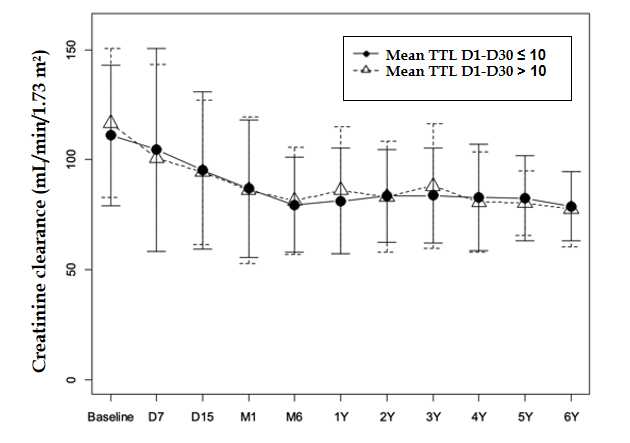 Creatinine clearance (mL/min/1.73 m²)
150
100
50
0
Mean TTL D1-D30 ≤ 10
Mean TTL D1-D30 > 10
Baseline D7 D15 M1 M6 1Y 2Y 3Y 4Y 5Y 6Y